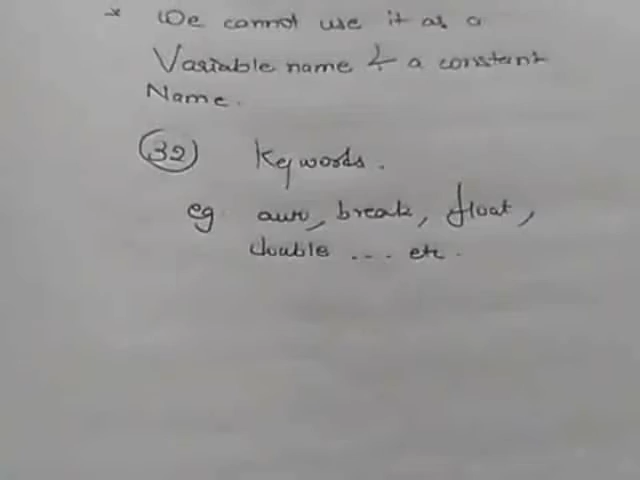 * We cannot use it as a
Variable name & a constant
Name.
32 Keywords.
eg auto, break, float,
double ... etc.